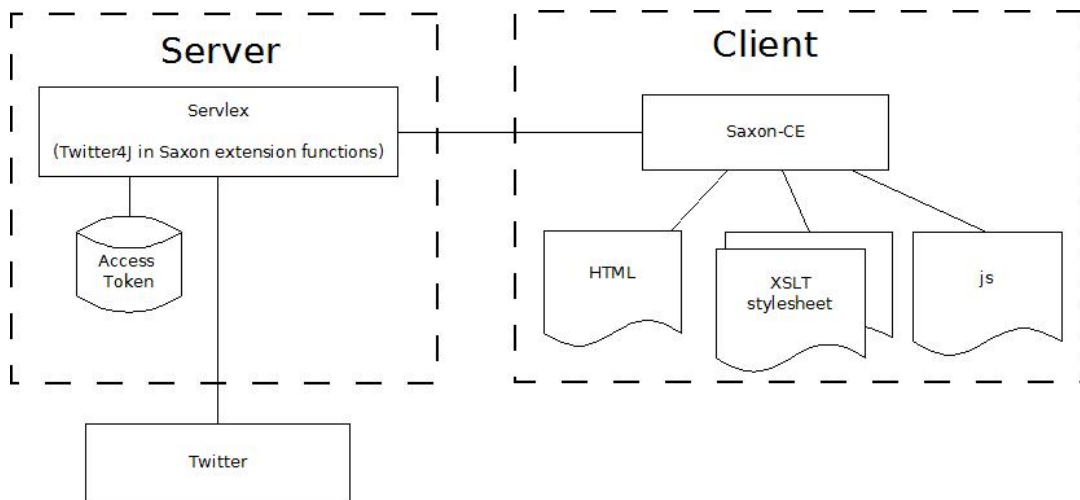 Server
Client
Servlex
(Twitter4J in Saxon extension functions)
Saxon-CE
Access
Token
HTML
XSLT
stylesheet
js
Twitter